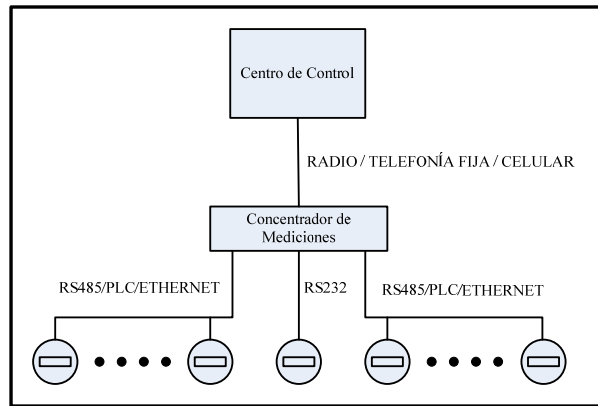 Centro de Control
RADIO / TELEFONÍA FIJA / CELULAR
Concentrador de
Mediciones
RS485/PLC/ETHERNET
RS232
RS485/PLC/ETHERNET